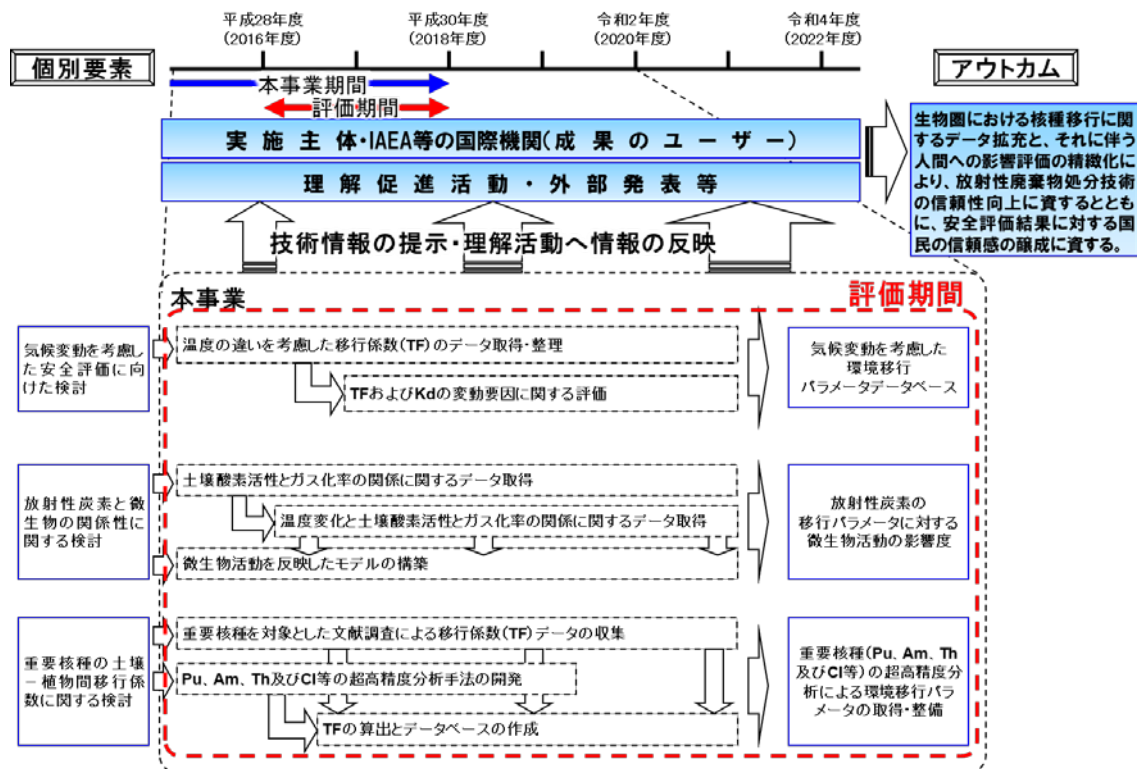 平成28年度
(2016年度)
平成30年度
(2018年度)
令和2年度
(2020年度)
令和4年度
(2022年度)
個別要素
アウトカム
本事業期間
評価期間
実施主体・IAEA等の国際機関(成果のユーザー)
理解促進活動・外部発表等
生物圏における核種移行に関
するデータ拡充と、それに伴う
人間への影響評価の精緻化に
より、放射性廃棄物処分技術
の信頼性向上に資するととも
に、安全評価結果に対する国
民の信頼感の醸成に資する。
技術情報の提示・理解活動へ情報の反映
本事業
評価期間
気候変動を考慮し
た安全評価に向
けた検討
温度の違いを考慮した移行係数(TF)のデータ取得・整理
TFおよびKdの変動要因に関する評価
気候変動を考慮した
環境移行
パラメータデータベース
放射性炭素と微
生物の関係性に
関する検討
土壌酸素活性とガス化率の関係に関するデータ取得
温度変化と土壌酸素活性とガス化率の関係に関するデータ取得
微生物活動を反映したモデルの構築
放射性炭素の
移行パラメータに対する
微生物活動の影響度
重要核種の土壌
－植物間移行係
数に関する検討
重要核種を対象とした文献調査による移行係数(TF)データの収集
Pu、Am、Th及びCl等の超高精度分析手法の開発
TFの算出とデータベースの作成
重要核種(Pu、Am、Th
及びCl等)の超高精度分
析による環境移行パラ
メータの取得・整備